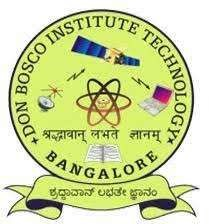 DON BOSCO INSTITUTE TECHNOLOGY
श्रद्धावान् लभते ज्ञानम्
BANGALORE
ಶ್ರದ್ಧಾವಾನ್ ಲಭತೇ ಜ್ಞಾನಂ